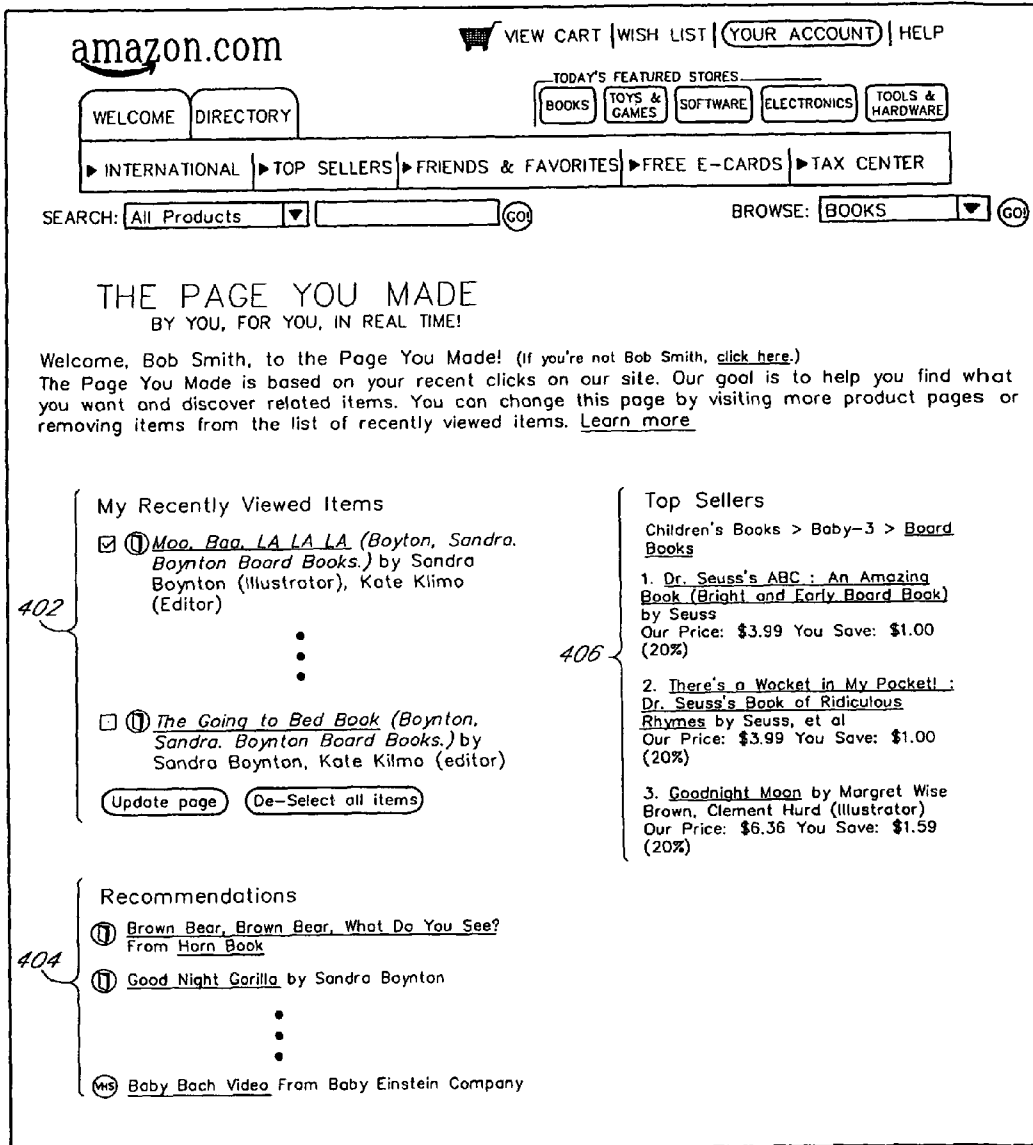 amazon.com
VIEW CART | WISH LIST | YOUR ACCOUNT | HELP
TODAY'S FEATURED STORES
BOOKS
TOYS & GAMES
SOFTWARE
ELECTRONICS
TOOLS & HARDWARE
WELCOME
DIRECTORY
▶ INTERNATIONAL | ▶ TOP SELLERS | ▶ FRIENDS & FAVORITES | ▶ FREE E-CARDS | ▶ TAX CENTER
SEARCH: All Products ▼ GO!
BROWSE: BOOKS ▼ GO!
THE PAGE YOU MADE
BY YOU, FOR YOU, IN REAL TIME!
Welcome, Bob Smith, to the Page You Made! (If you're not Bob Smith, click here.)
The Page You Made is based on your recent clicks on our site. Our goal is to help you find what
you want and discover related items. You can change this page by visiting more product pages or
removing items from the list of recently viewed items. Learn more
402
My Recently Viewed Items
Moo, Baa, LA LA LA (Boyton, Sandra.
Boynton Board Books.) by Sandra
Boynton (Illustrator), Kate Klimo
(Editor)
The Going to Bed Book (Boynton,
Sandra. Boynton Board Books.) by
Sandra Boynton, Kate Kilmo (editor)
Update page
De-Select all items
406
Top Sellers
Children's Books > Baby-3 > Board
Books
1. Dr. Seuss's ABC : An Amazing
Book (Bright and Early Board Book)
by Seuss
Our Price: $3.99 You Save: $1.00
(20%)
2. There's a Wocket in My Pocket! :
Dr. Seuss's Book of Ridiculous
Rhymes by Seuss, et al
Our Price: $3.99 You Save: $1.00
(20%)
3. Goodnight Moon by Margret Wise
Brown, Clement Hurd (Illustrator)
Our Price: $6.36 You Save: $1.59
(20%)
404
Recommendations
Brown Bear, Brown Bear, What Do You See?
From Horn Book
Good Night Gorilla by Sandra Boynton
VHS Baby Bach Video From Baby Einstein Company